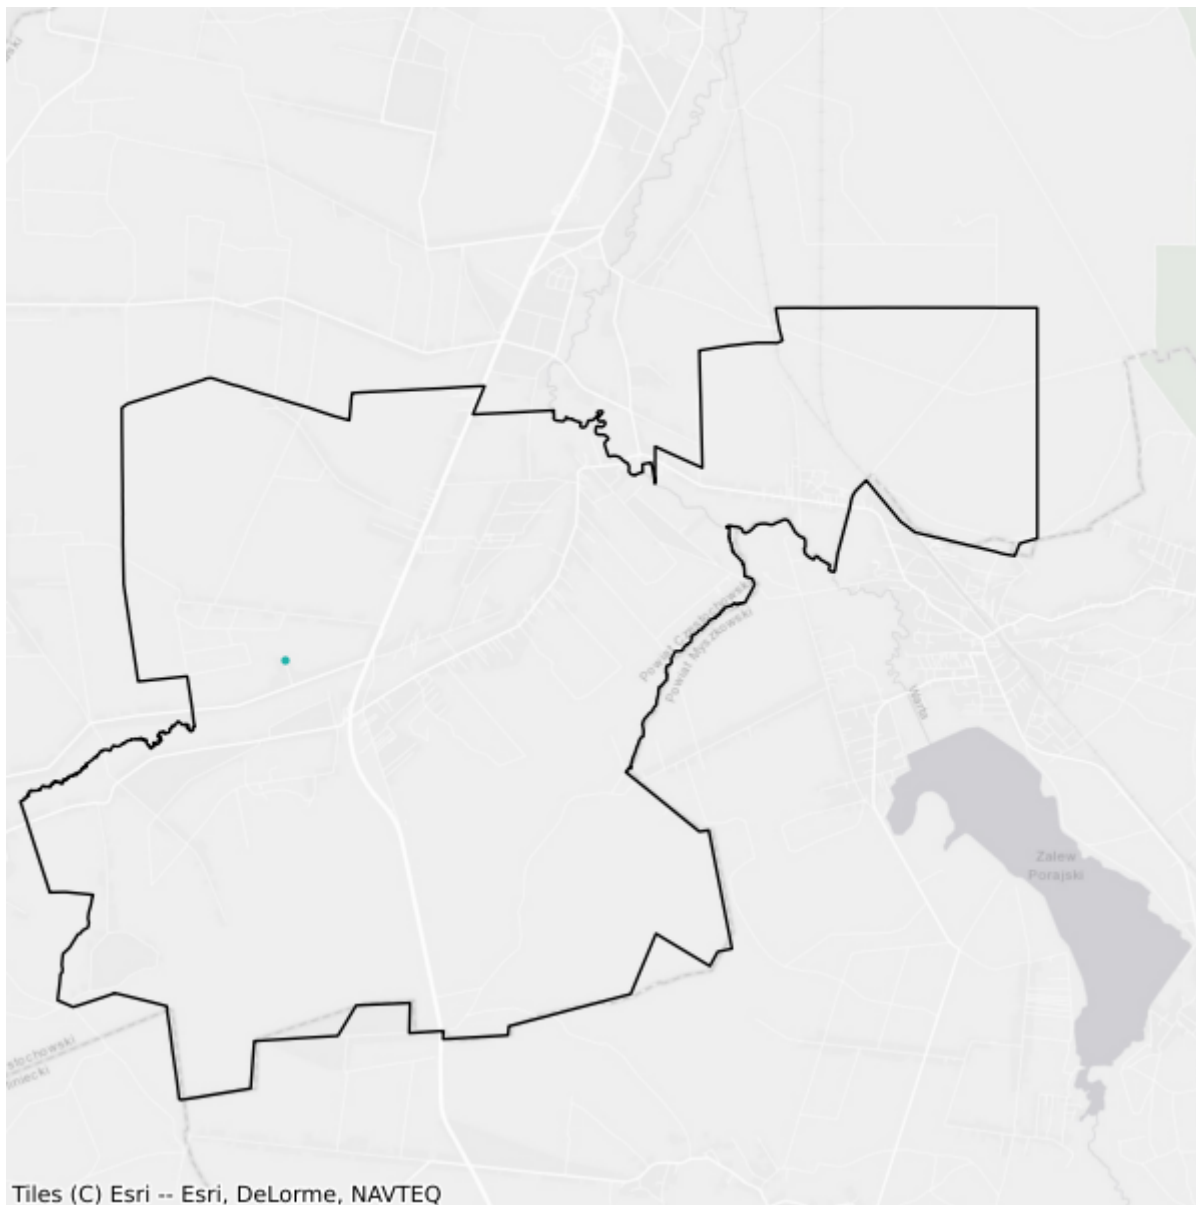 Powiat Częstochowski
Powiat Myszkowski
Warta
Zalew
Porajski
Tiles (C) Esri -- Esri, DeLorme, NAVTEQ